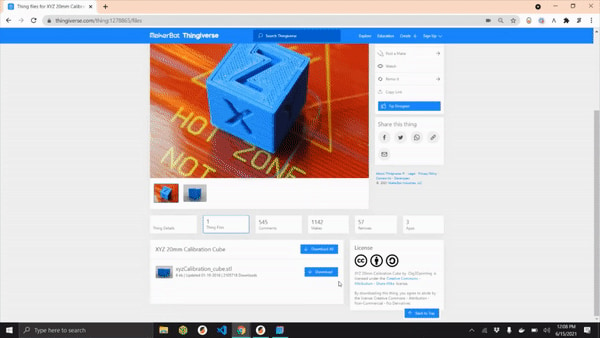 Thing files for XYZ 20mm Calibr
thingiverse.com/thing:1278865/files
MakerBot Thingiverse
Search Thingiverse
Explore
Education
Create
Sign Up
Z
X
HOT ZONE
NOT
Post a Make
Watch
Remix it
Copy Link
Tip Designer
Share this thing
Thing Details
1
Thing Files
545
Comments
1142
Makes
57
Remixes
3
Apps
XYZ 20mm Calibration Cube
Download All
xyzCalibration_cube.stl
Download
License
Back to Top
Type here to search
12:08 PM
6/15/2021